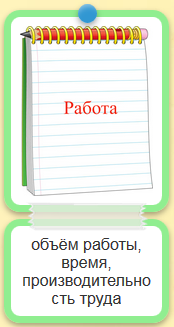 Работа
объём работы,
время,
производительно
сть труда